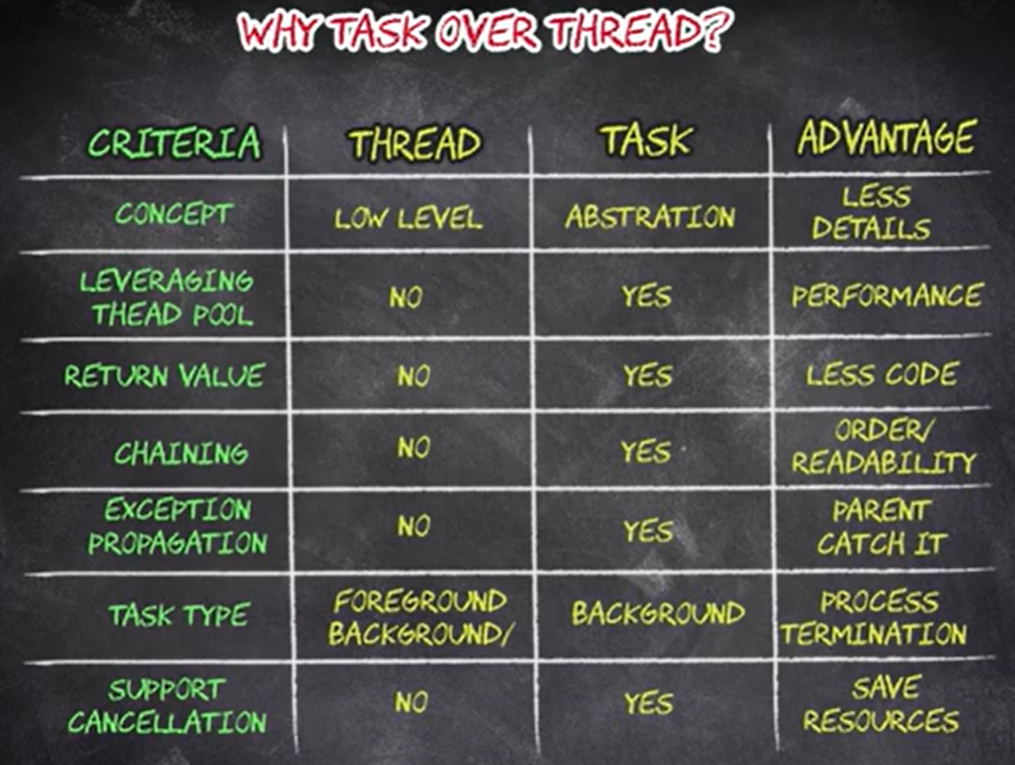 WHY TASK OVER THREAD?
CRITERIA THREAD TASK ADVANTAGE
CONCEPT LOW LEVEL ABSTRATION LESS
DETAILS
LEVERAGING
THEAD POOL NO YES PERFORMANCE
RETURN VALUE NO YES LESS CODE
CHAINING NO YES ORDER/
READABILITY
EXCEPTION
PROPAGATION NO YES PARENT
CATCH IT
TASK TYPE FOREGROUND
BACKGROUND/ BACKGROUND PROCESS
TERMINATION
SUPPORT
CANCELLATION NO YES SAVE
RESOURCES